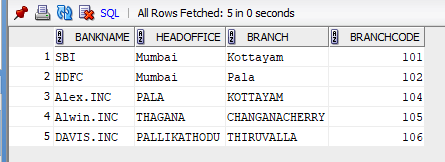 SQL | All Rows Fetched: 5 in 0 seconds
BANKNAME HEADOFFICE BRANCH BRANCHCODE
1 SBI Mumbai Kottayam 101
2 HDFC Mumbai Pala 102
3 Alex.INC PALA KOTTAYAM 104
4 Alwin.INC THAGANA CHANGANACHERRY 105
5 DAVIS.INC PALLIKATHODU THIRUVALLA 106